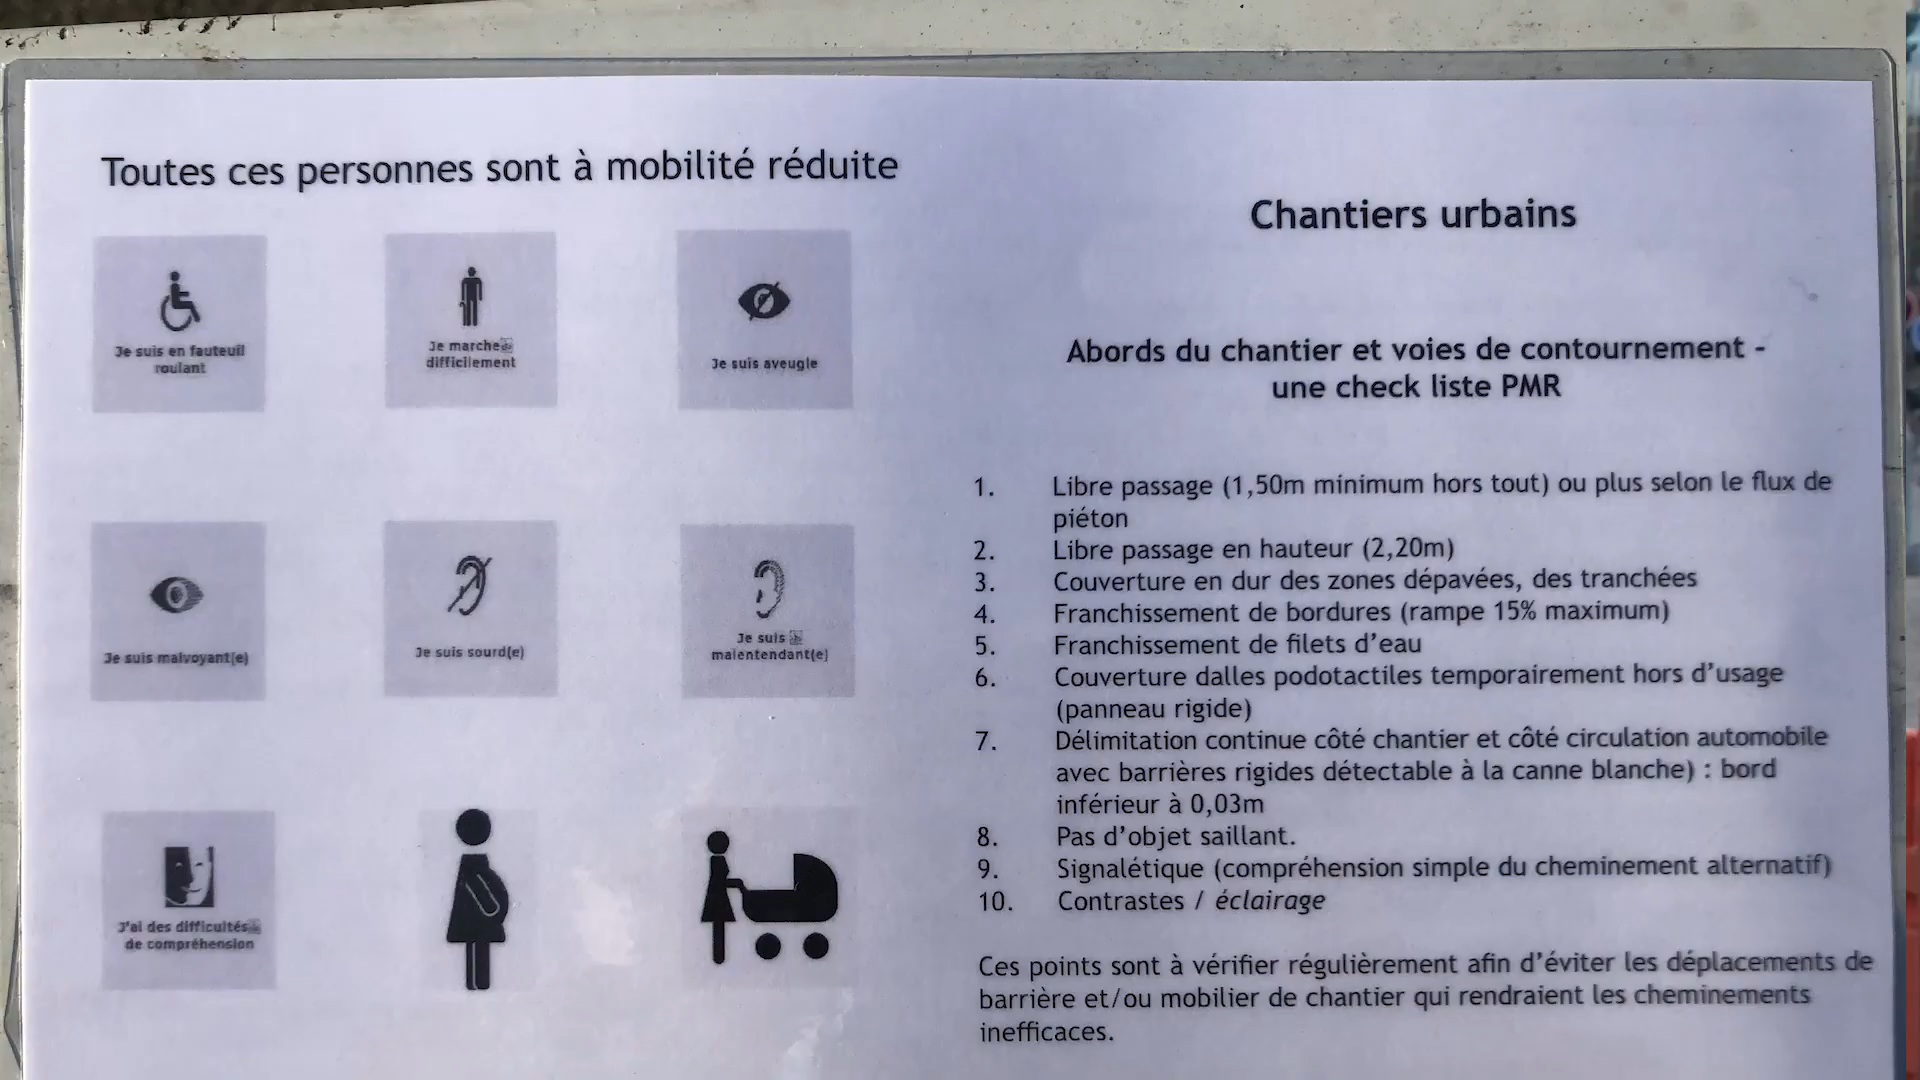 Toutes ces personnes sont à mobilité réduite
Je suis en fauteuil
roulant
Je marche
difficilement
Je suis aveugle
Je suis malvoyant(e)
Je suis sourd(e)
Je suis
malentendant(e)
J'ai des difficultés
de compréhension
Chantiers urbains
Abords du chantier et voies de contournement -
une check liste PMR
1. Libre passage (1,50m minimum hors tout) ou plus selon le flux de
piéton
2. Libre passage en hauteur (2,20m)
3. Couverture en dur des zones dépavées, des tranchées
4. Franchissement de bordures (rampe 15% maximum)
5. Franchissement de filets d'eau
6. Couverture dalles podotactiles temporairement hors d'usage
(panneau rigide)
7. Délimitation continue côté chantier et côté circulation automobile
avec barrières rigides détectable à la canne blanche) : bord
inférieur à 0,03m
8. Pas d'objet saillant.
9. Signalétique (compréhension simple du cheminement alternatif)
10. Contrastes / éclairage
Ces points sont à vérifier régulièrement afin d'éviter les déplacements de
barrière et/ou mobilier de chantier qui rendraient les cheminements
inefficaces.